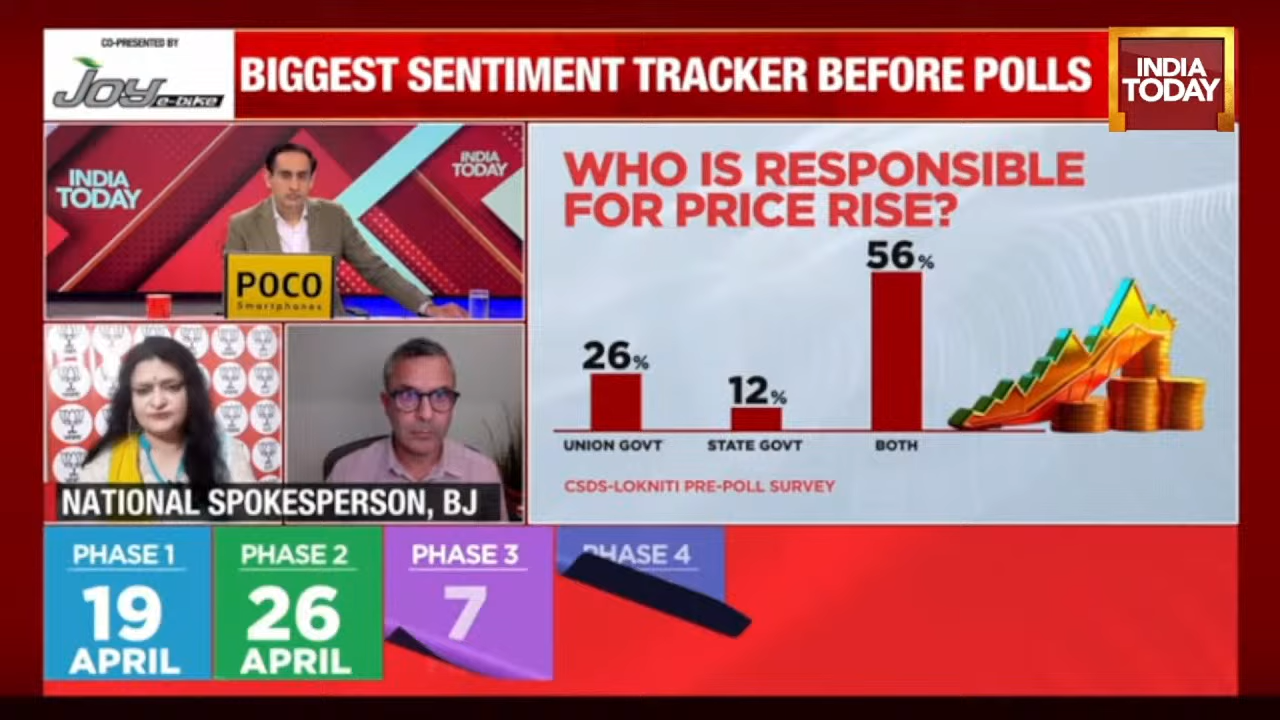 CO-PRESENTED BY
Joy e-bike
BIGGEST SENTIMENT TRACKER BEFORE POLLS
INDIA
TODAY
INDIA
TODAY
INDIA
TODAY
POCO
Smartphones
NATIONAL SPOKESPERSON, BJ
WHO IS RESPONSIBLE
FOR PRICE RISE?
26%
12%
56%
UNION GOVT
STATE GOVT
BOTH
CSDS-LOKNITI PRE-POLL SURVEY
PHASE 1
19
APRIL
PHASE 2
26
APRIL
PHASE 3
7
PHASE 4